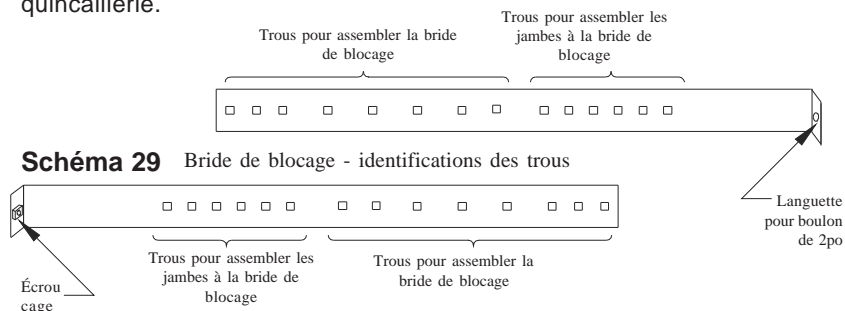 quincaillerie.
Trous pour assembler la bride
de blocage
Trous pour assembler les
jambes à la bride de
blocage
Schéma 29 Bride de blocage - identifications des trous
Languette
pour boulon
de 2po
Trous pour assembler les
jambes à la bride de
blocage
Trous pour assembler la
bride de blocage
Écrou
cage